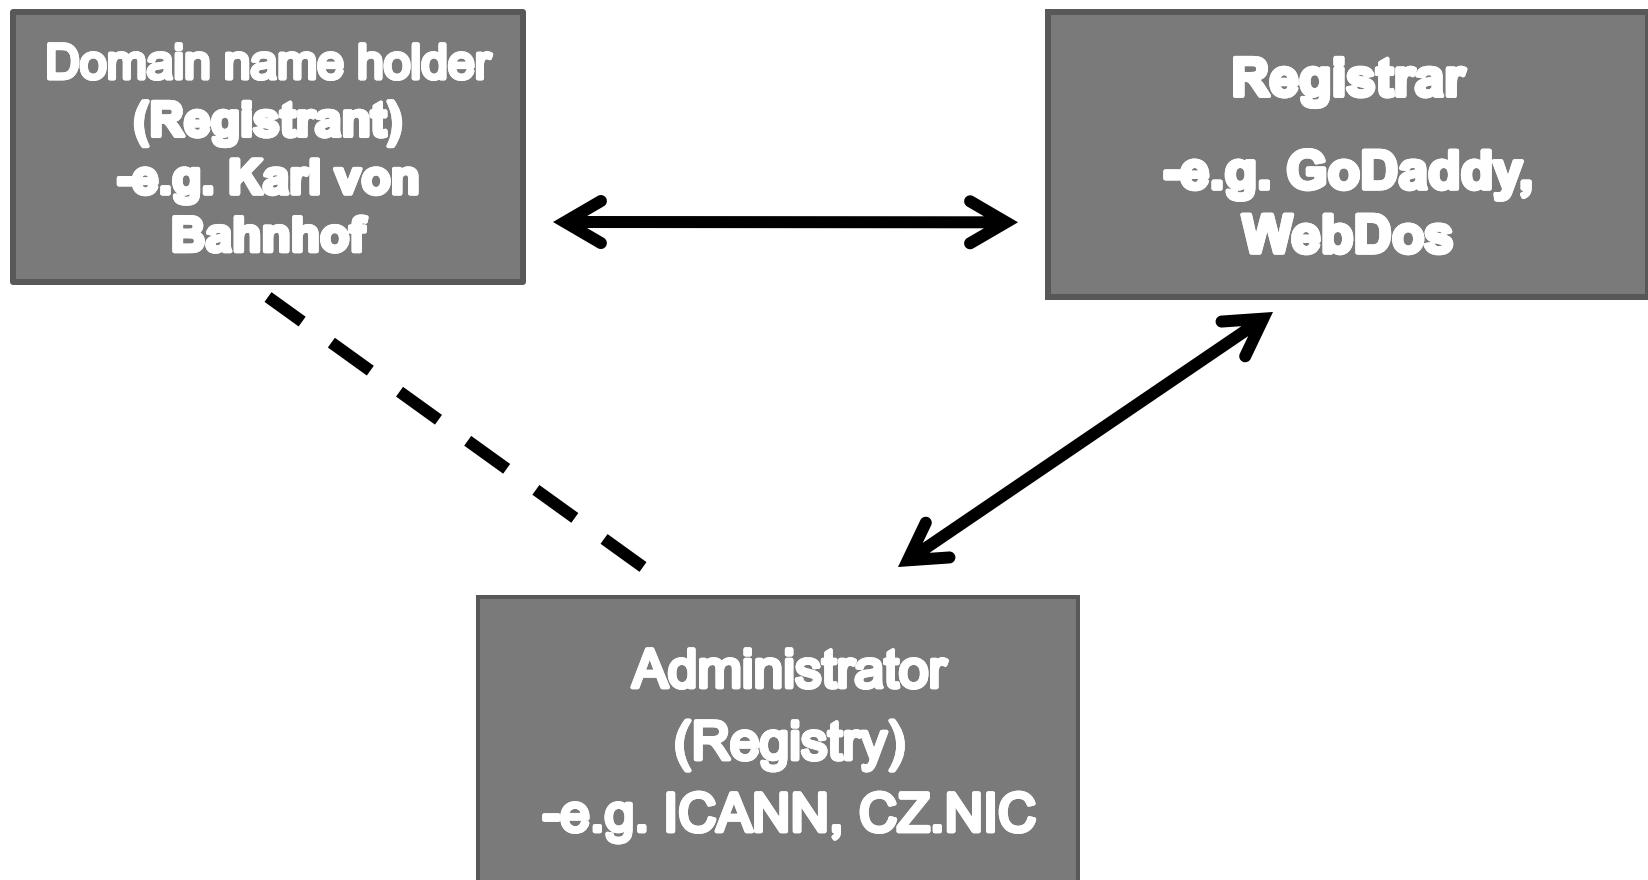 Domain name holder
(Registrant)
-e.g. Karl von
Bahnhof
Registrar
-e.g. GoDaddy,
WebDos
Administrator
(Registry)
-e.g. ICANN, CZ.NIC